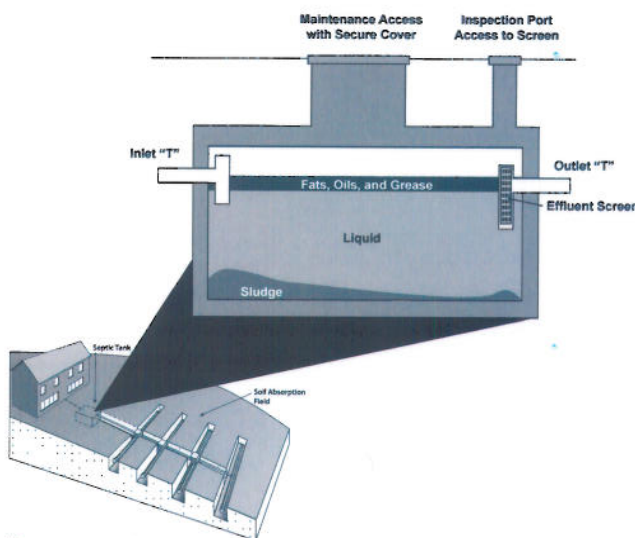 Maintenance Access
with Secure Cover
Inspection Port
Access to Screen
Inlet “T”
Outlet “T”
Fats, Oils, and Grease
Effluent Screen
Liquid
Sludge
Septic Tank
Soil Absorption
Field